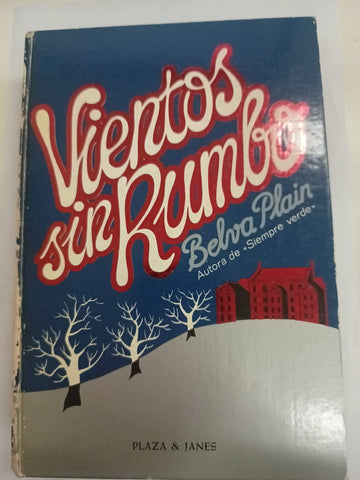 Vientos
sin Rumbo
Belva Plain
Autora de «Siempre verde»
PLAZA & JANES